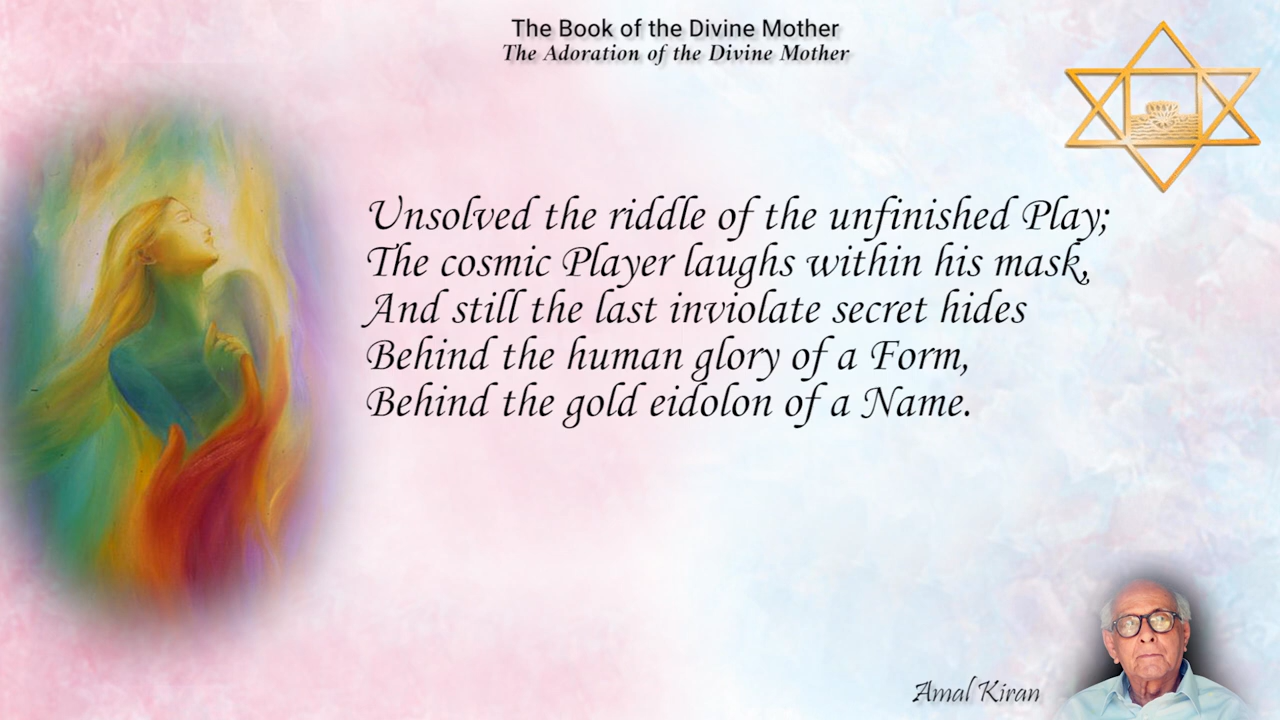 The Book of the Divine Mother
The Adoration of the Divine Mother
Unsolved the riddle of the unfinished Play;
The cosmic Player laughs within his mask,
And still the last inviolate secret hides
Behind the human glory of a Form,
Behind the gold eidolon of a Name.
Amal Kiran